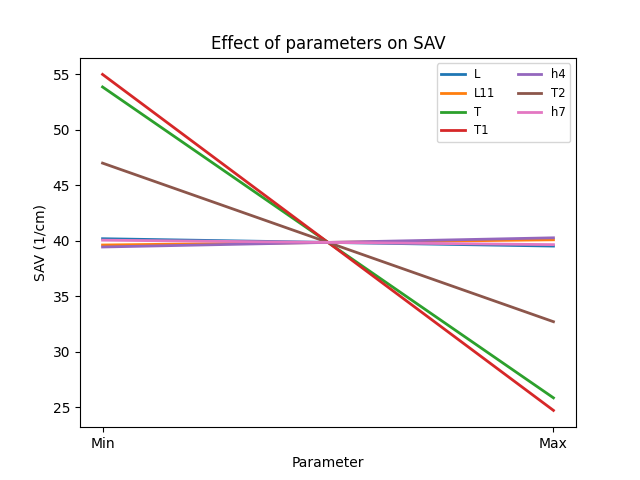 Effect of parameters on SAV
SAV (1/cm)
55
50
45
40
35
30
25
L
L11
T
T1
h4
T2
h7
Min
Max
Parameter